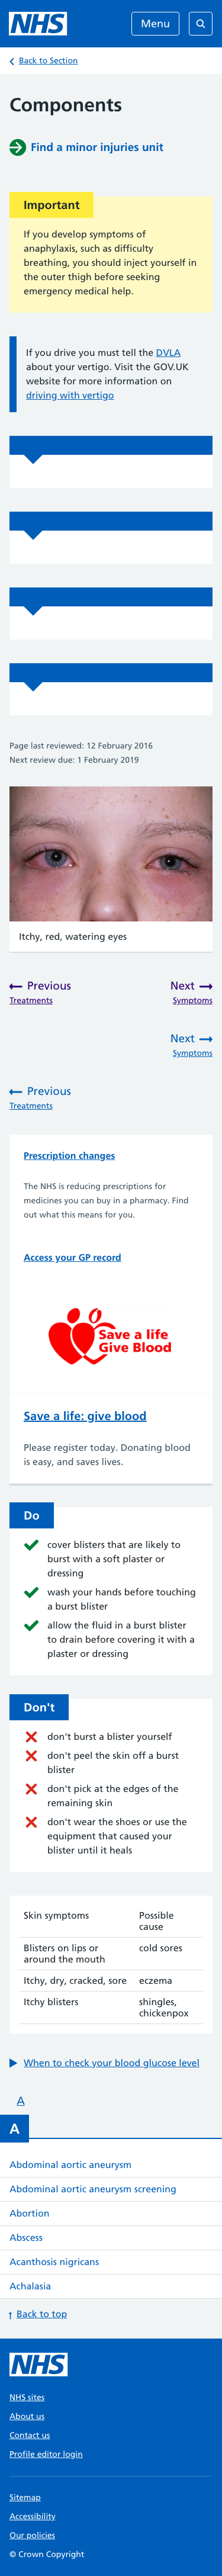 NHS
Menu
Back to Section
Components
Find a minor injuries unit
Important
If you develop symptoms of
anaphylaxis, such as difficulty
breathing, you should inject yourself in
the outer thigh before seeking
emergency medical help.
If you drive you must tell the DVLA
about your vertigo. Visit the GOV.UK
website for more information on
driving with vertigo
Page last reviewed: 12 February 2016
Next review due: 1 February 2019
Itchy, red, watering eyes
Previous
Treatments
Next
Symptoms
Next
Symptoms
Previous
Treatments
Prescription changes
The NHS is reducing prescriptions for
medicines you can buy in a pharmacy. Find
out what this means for you.
Access your GP record
Save a life
Give Blood
Save a life: give blood
Please register today. Donating blood
is easy, and saves lives.
Do
cover blisters that are likely to
burst with a soft plaster or
dressing
wash your hands before touching
a burst blister
allow the fluid in a burst blister
to drain before covering it with a
plaster or dressing
Don't
don't burst a blister yourself
don't peel the skin off a burst
blister
don't pick at the edges of the
remaining skin
don't wear the shoes or use the
equipment that caused your
blister until it heals
Skin symptoms Possible
cause
Blisters on lips or cold sores
around the mouth
Itchy, dry, cracked, sore eczema
Itchy blisters shingles,
chickenpox
When to check your blood glucose level
A
A
Abdominal aortic aneurysm
Abdominal aortic aneurysm screening
Abortion
Abscess
Acanthosis nigricans
Achalasia
Back to top
NHS
NHS sites
About us
Contact us
Profile editor login
Sitemap
Accessibility
Our policies
© Crown Copyright